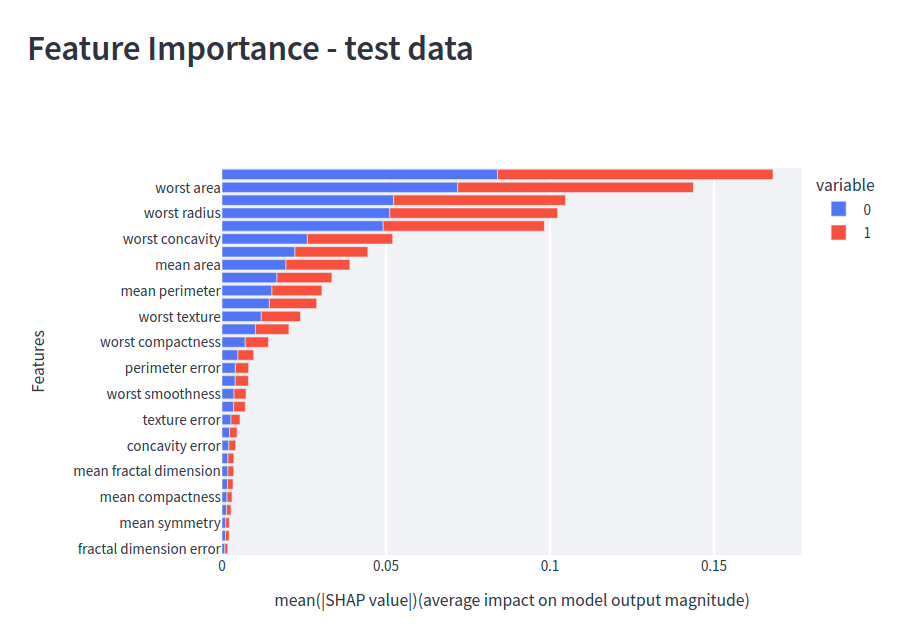 Feature Importance - test data
variable
0
1
worst area
worst radius
worst concavity
mean area
mean perimeter
worst texture
worst compactness
perimeter error
worst smoothness
texture error
concavity error
mean fractal dimension
mean compactness
mean symmetry
fractal dimension error
Features
0 0.05 0.1 0.15
mean(|SHAP value|)(average impact on model output magnitude)